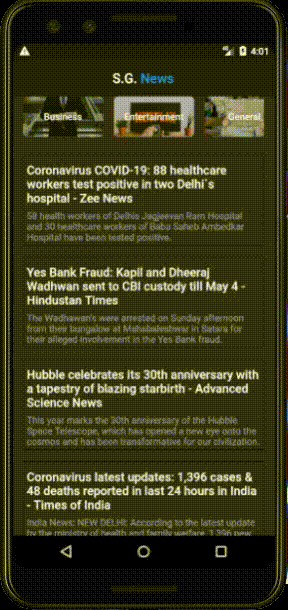 4:01
S.G. News
Business
Entertainment
General
Coronavirus COVID-19: 88 healthcare
workers test positive in two Delhi`s
hospital - Zee News
58 health workers of Delhis Jagjeevan Ram Hospital
and 30 healthcare workers of Baba Saheb Ambedkar
Hospital have been tested positive.
Yes Bank Fraud: Kapil and Dheeraj
Wadhwan sent to CBI custody till May 4 -
Hindustan Times
The Wadhawan's were arrested on Sunday afternoon
from their bungalow at Mahabaleshwar in Satara for
their alleged involvement in the Yes Bank fraud.
Hubble celebrates its 30th anniversary with
a tapestry of blazing starbirth - Advanced
Science News
This year marks the 30th anniversary of the Hubble
Space Telescope, which has opened a new eye onto the
cosmos and has been transformative for our civilization.
Coronavirus latest updates: 1,396 cases &
48 deaths reported in last 24 hours in India
- Times of India
India News: NEW DELHI: According to the latest update
by the ministry of health and family welfare, 1,396 new